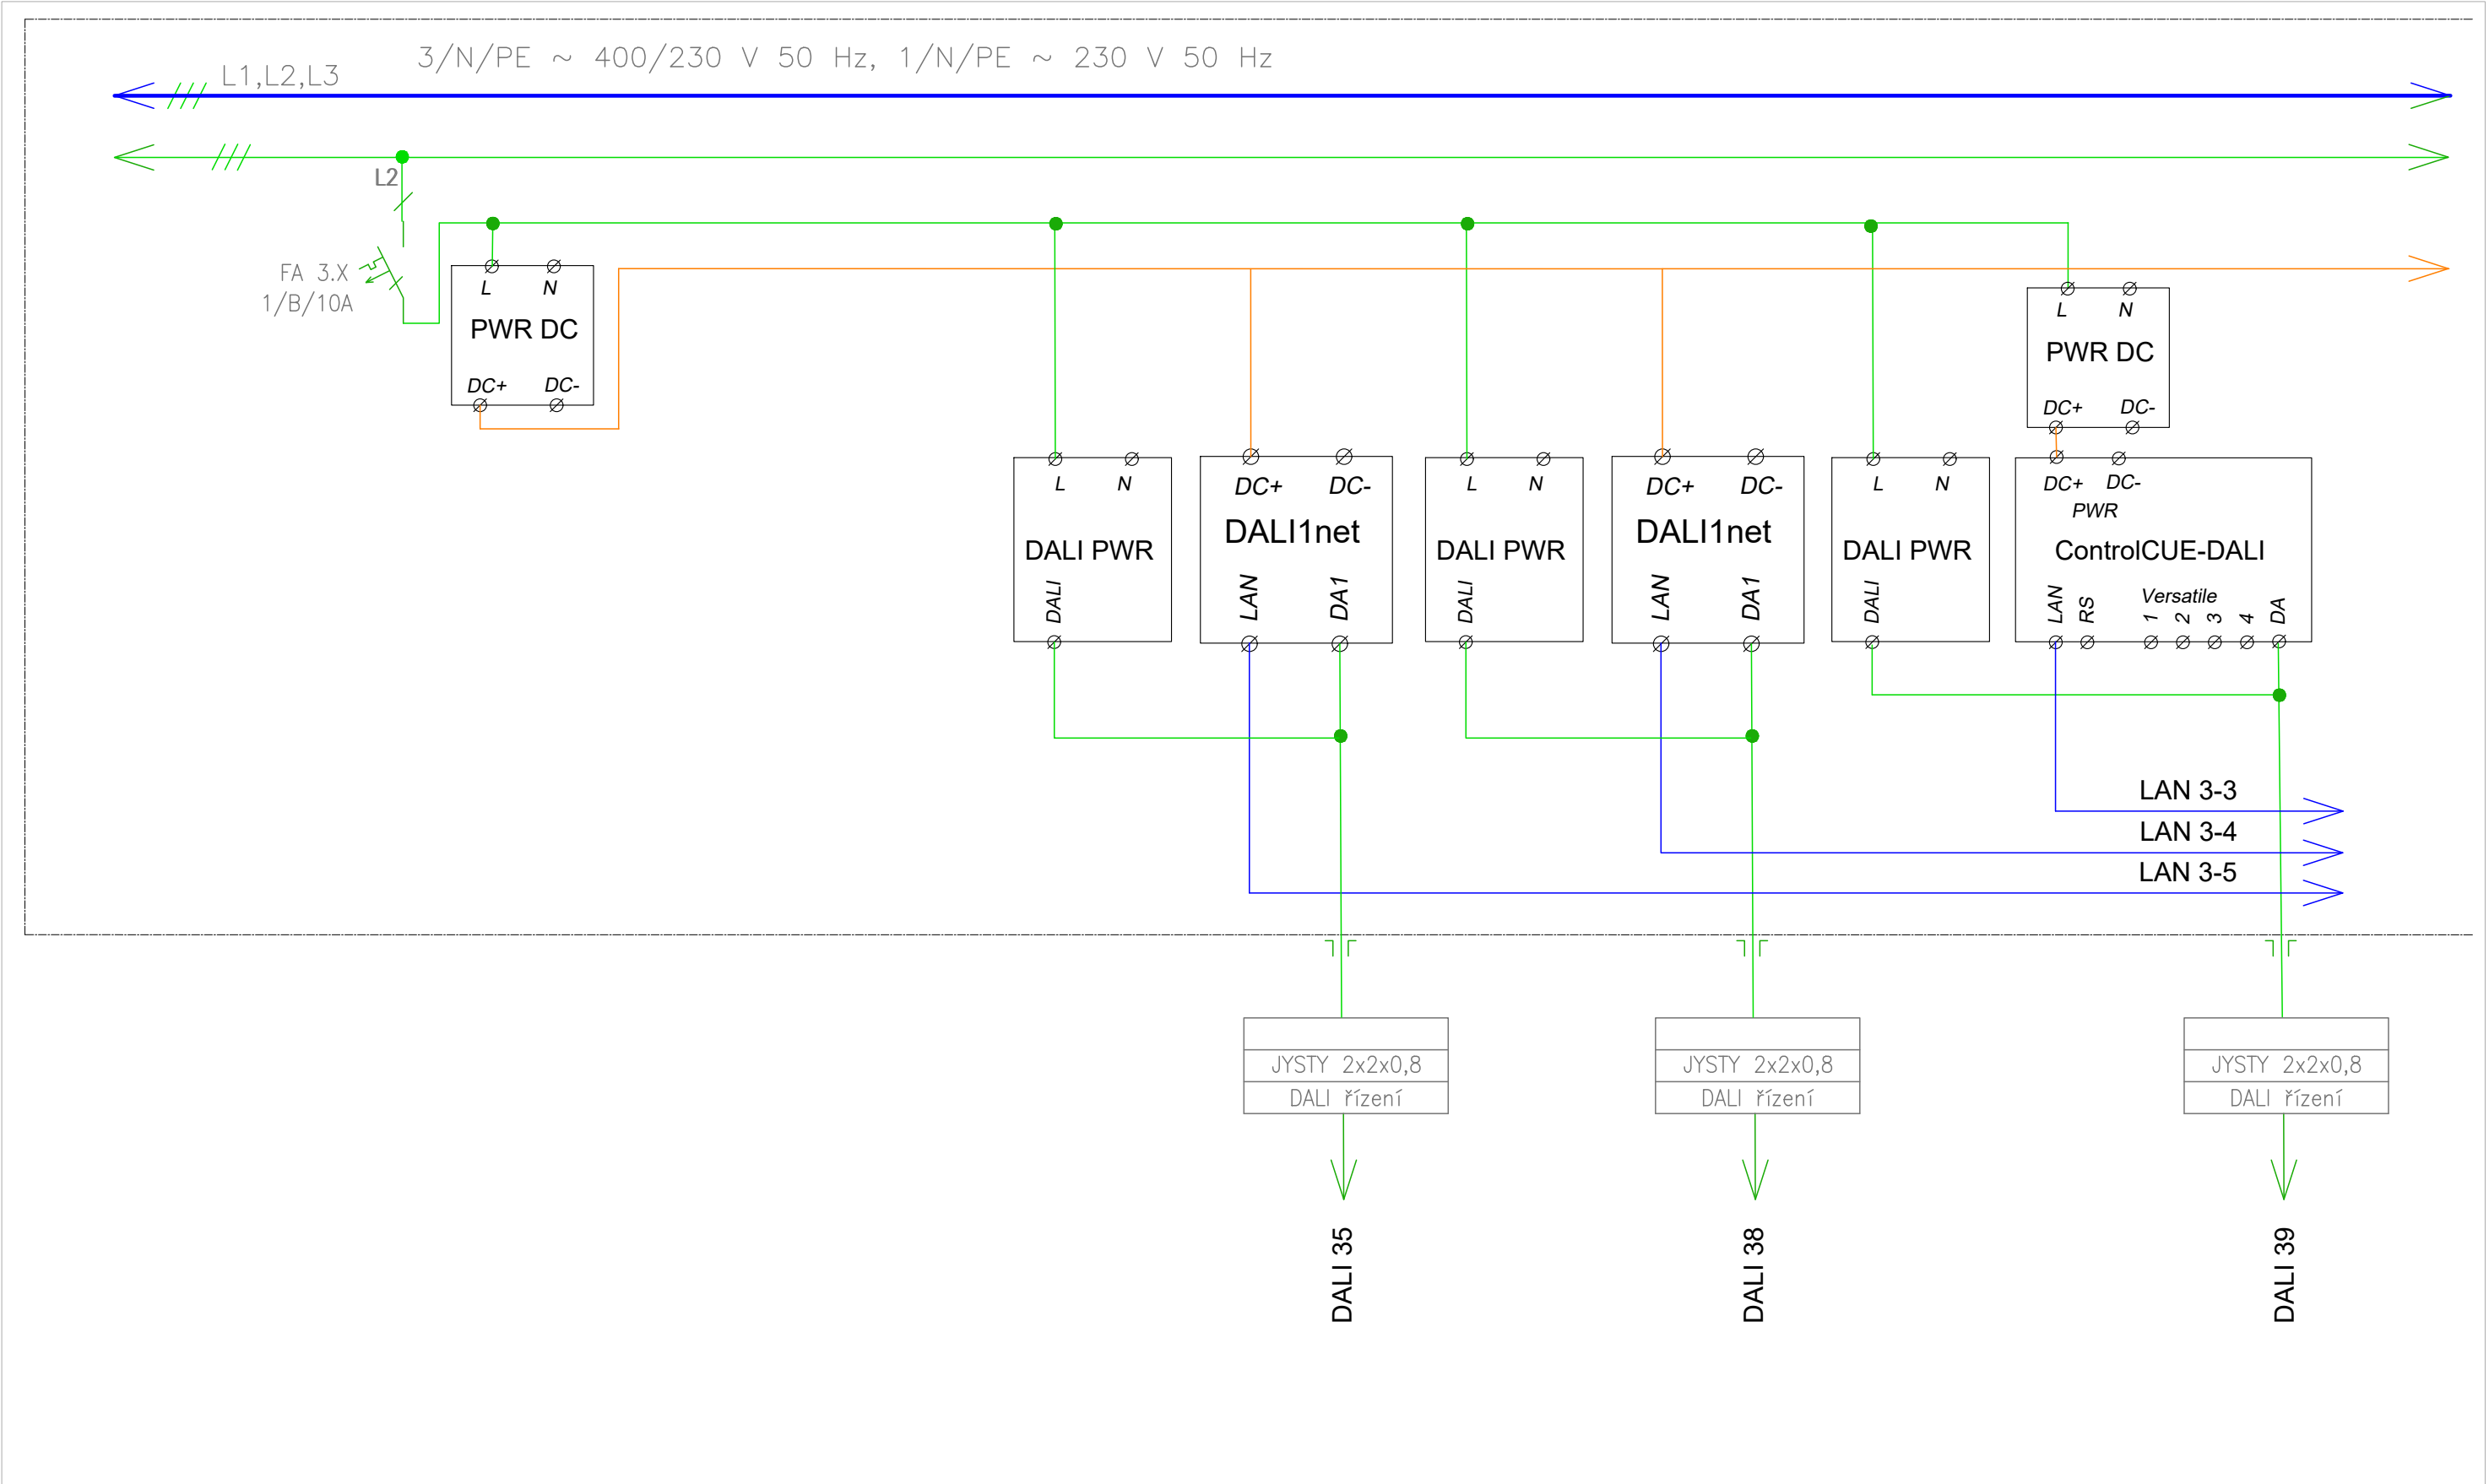 3/N/PE ~ 400/230 V 50 Hz, 1/N/PE ~ 230 V 50 Hz
L1,L2,L3
L2
FA 3.X
1/B/10A
L N
PWR DC
DC+ DC-
L N
PWR DC
DC+ DC-
L N
DALI PWR
DALI
DC+ DC-
DALI1net
LAN DA1
L N
DALI PWR
DALI
DC+ DC-
DALI1net
LAN DA1
L N
DALI PWR
DALI
DC+ DC-
PWR
ControlCUE-DALI
Versatile
LAN RS 1 2 3 4 DA
LAN 3-3
LAN 3-4
LAN 3-5
JYSTY 2x2x0,8
DALI řízení
JYSTY 2x2x0,8
DALI řízení
JYSTY 2x2x0,8
DALI řízení
DALI 35
DALI 38
DALI 39